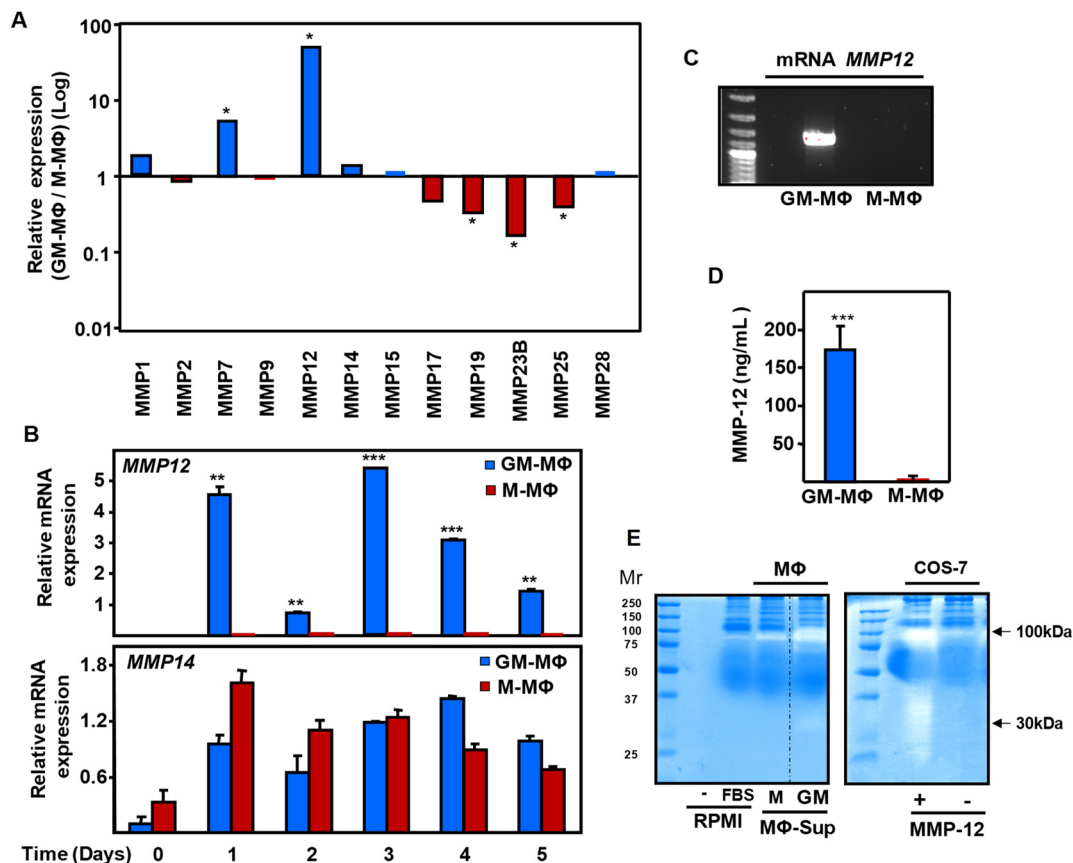 A
Relative expression
(GM-MΦ / M-MΦ) (Log)
100
10
1
0.1
0.01
*
*
*
*
*
MMP1
MMP2
MMP7
MMP9
MMP12
MMP14
MMP15
MMP17
MMP19
MMP23B
MMP25
MMP28
B
Relative mRNA
expression
MMP12
GM-MΦ
M-MΦ
5
3
1
**
**
***
***
**
Relative mRNA
expression
MMP14
GM-MΦ
M-MΦ
1.8
1.2
0.6
Time (Days) 0 1 2 3 4 5
C
mRNA MMP12
GM-MΦ M-MΦ
D
MMP-12 (ng/mL)
200
150
100
50
***
GM-MΦ M-MΦ
E
Mr
MΦ
COS-7
250
150
100
75
50
37
25
100kDa
30kDa
- FBS M GM
RPMI MΦ-Sup
+ -
MMP-12